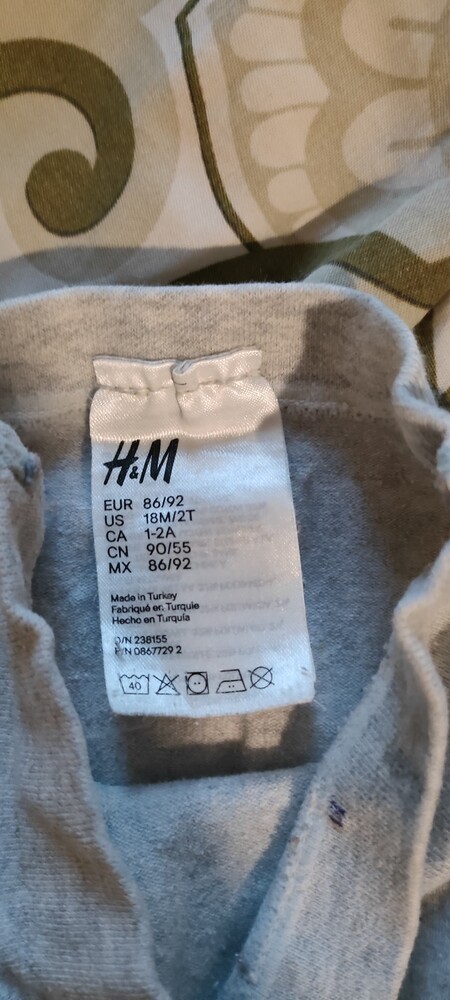 H&M
EUR 86/92
US 18M/2T
CA 1-2A
CN 90/55
MX 86/92
Made in Turkey
Fabriqué en Turquie
Hecho en Turquía
O/N 238155
P/N 0867729 2
40